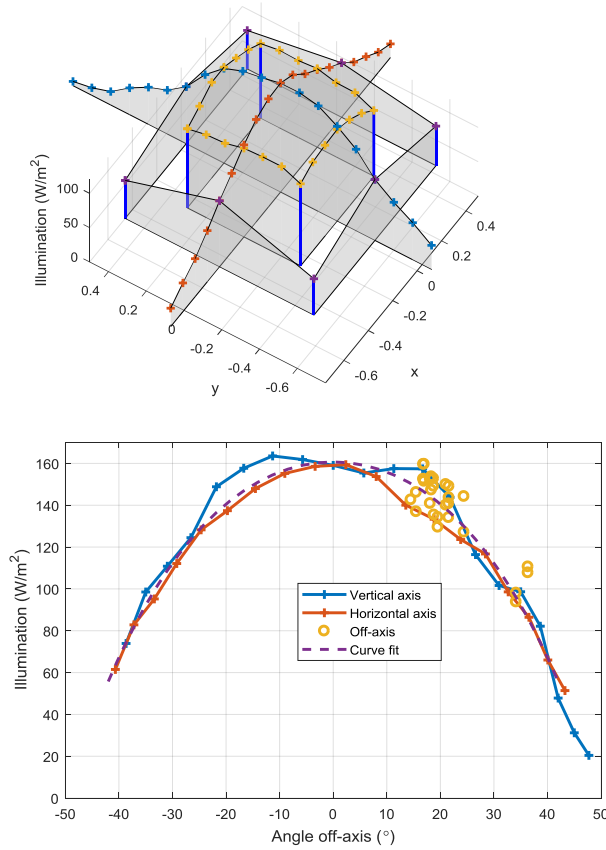 Illumination (W/m²)
100
50
0
0.4
0.2
0
-0.2
-0.4
-0.6
y
0.4
0.2
0
-0.2
-0.4
-0.6
x
Illumination (W/m²)
160
140
120
100
80
60
40
20
0
Vertical axis
Horizontal axis
Off-axis
Curve fit
-50 -40 -30 -20 -10 0 10 20 30 40 50
Angle off-axis (°)